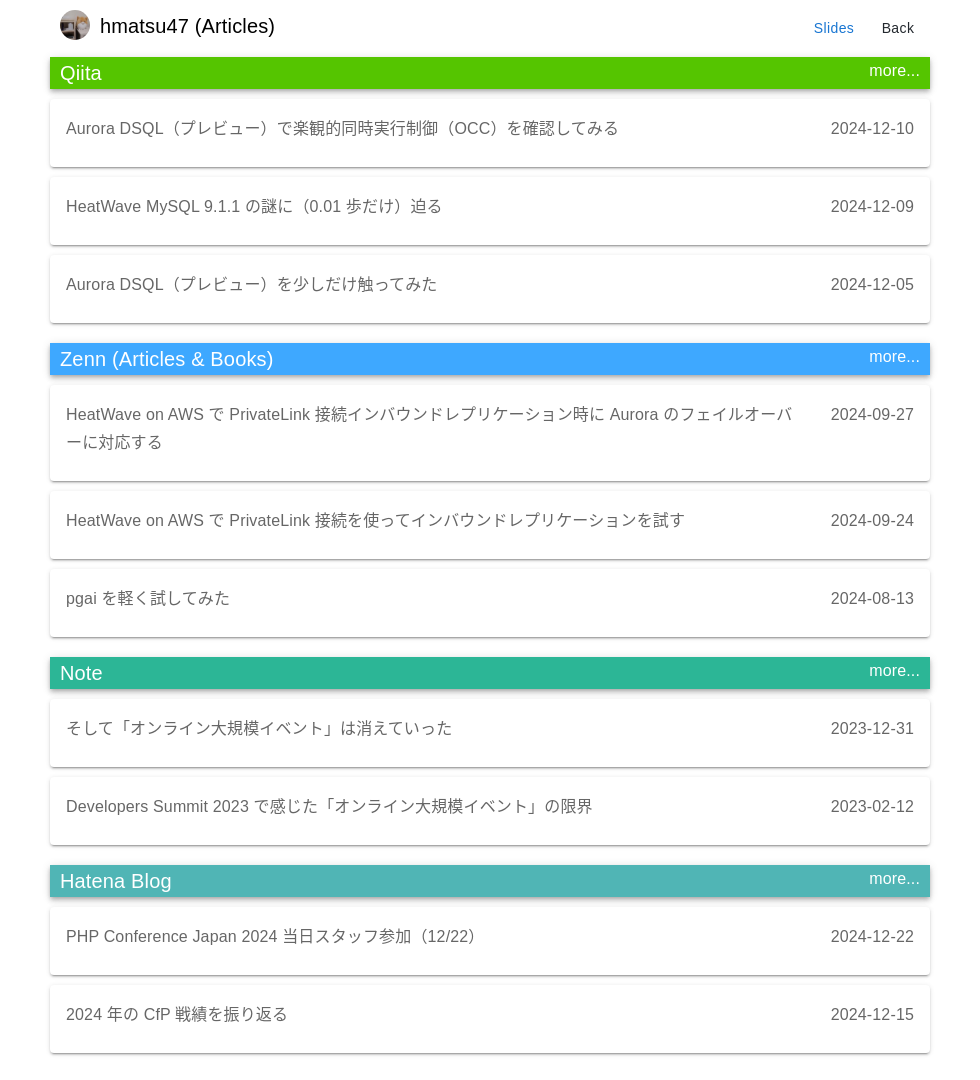 hmatsu47 (Articles)
Slides
Back
Qiita
more...
Aurora DSQL（プレビュー）で楽観的同時実行制御（OCC）を確認してみる
2024-12-10
HeatWave MySQL 9.1.1 の謎に（0.01 歩だけ）迫る
2024-12-09
Aurora DSQL（プレビュー）を少しだけ触ってみた
2024-12-05
Zenn (Articles & Books)
more...
HeatWave on AWS で PrivateLink 接続インバウンドレプリケーション時に Aurora のフェイルオーバ
2024-09-27
ーに対応する
HeatWave on AWS で PrivateLink 接続を使ってインバウンドレプリケーションを試す
2024-09-24
pgai を軽く試してみた
2024-08-13
Note
more...
そして「オンライン大規模イベント」は消えていった
2023-12-31
Developers Summit 2023 で感じた「オンライン大規模イベント」の限界
2023-02-12
Hatena Blog
more...
PHP Conference Japan 2024 当日スタッフ参加（12/22）
2024-12-22
2024 年の CfP 戦績を振り返る
2024-12-15